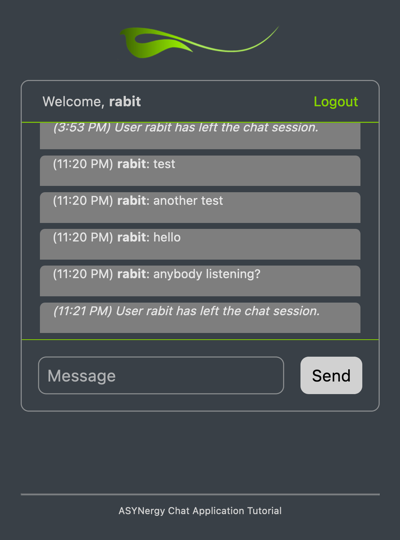 Welcome, rabit
Logout
(3:53 PM) User rabit has left the chat session.
(11:20 PM) rabit: test
(11:20 PM) rabit: another test
(11:20 PM) rabit: hello
(11:20 PM) rabit: anybody listening?
(11:21 PM) User rabit has left the chat session.
Message
Send
ASYNergy Chat Application Tutorial